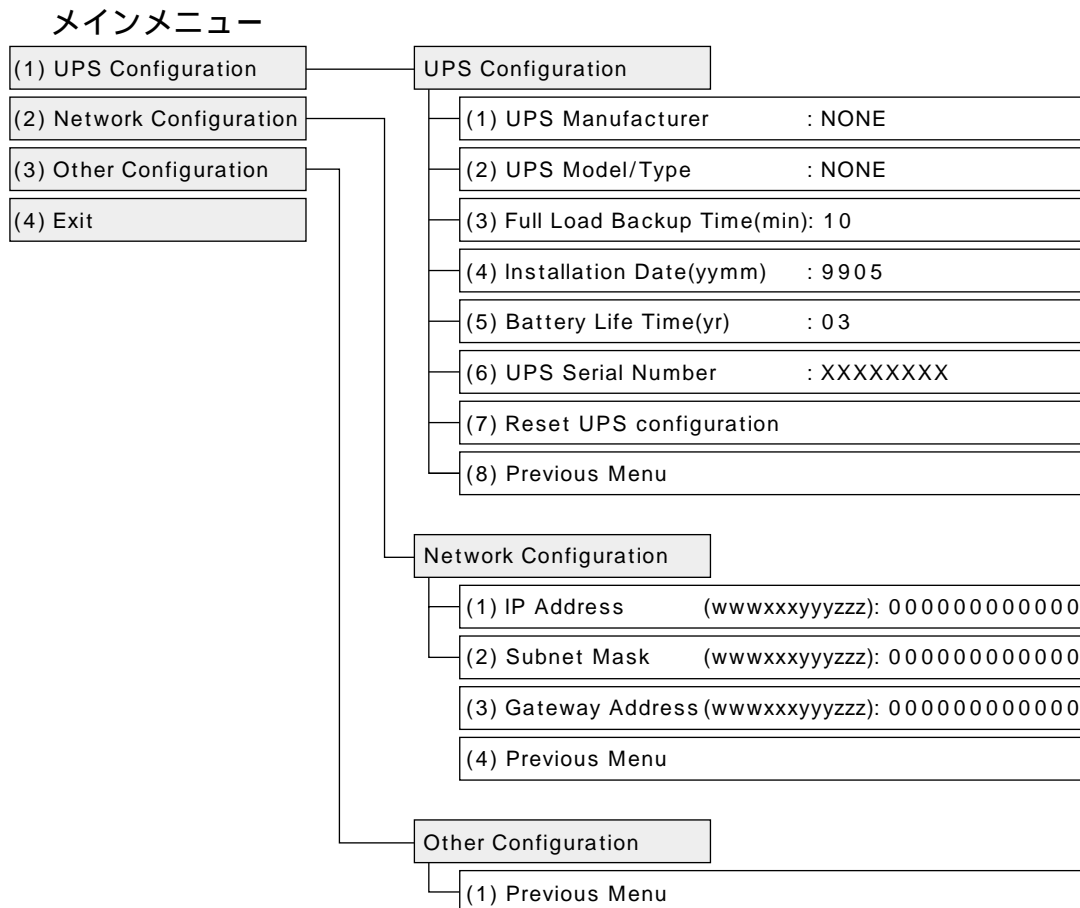 メインメニュー
(1) UPS Configuration
(2) Network Configuration
(3) Other Configuration
(4) Exit
UPS Configuration
(1) UPS Manufacturer : NONE
(2) UPS Model/Type : NONE
(3) Full Load Backup Time(min): 10
(4) Installation Date(yymm) : 9905
(5) Battery Life Time(yr) : 03
(6) UPS Serial Number : XXXXXXXX
(7) Reset UPS configuration
(8) Previous Menu
Network Configuration
(1) IP Address (wwwxxxyyyzzz): 000000000000
(2) Subnet Mask (wwwxxxyyyzzz): 000000000000
(3) Gateway Address (wwwxxxyyyzzz): 000000000000
(4) Previous Menu
Other Configuration
(1) Previous Menu